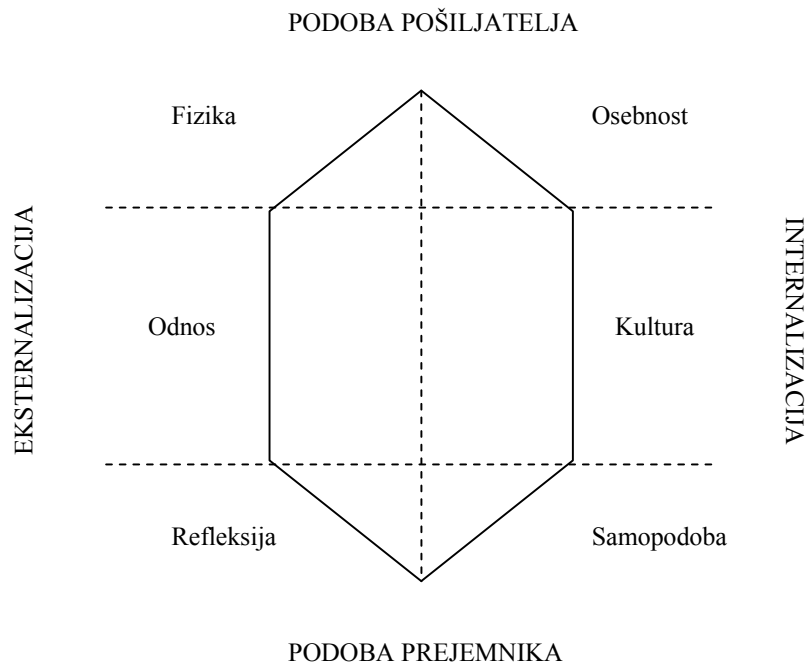 PODOBA POŠILJATELJA
Fizika
Osebnost
EKSTERNALIZACIJA
INTERNALIZACIJA
Odnos
Kultura
Refleksija
Samopodoba
PODOBA PREJEMNIKA